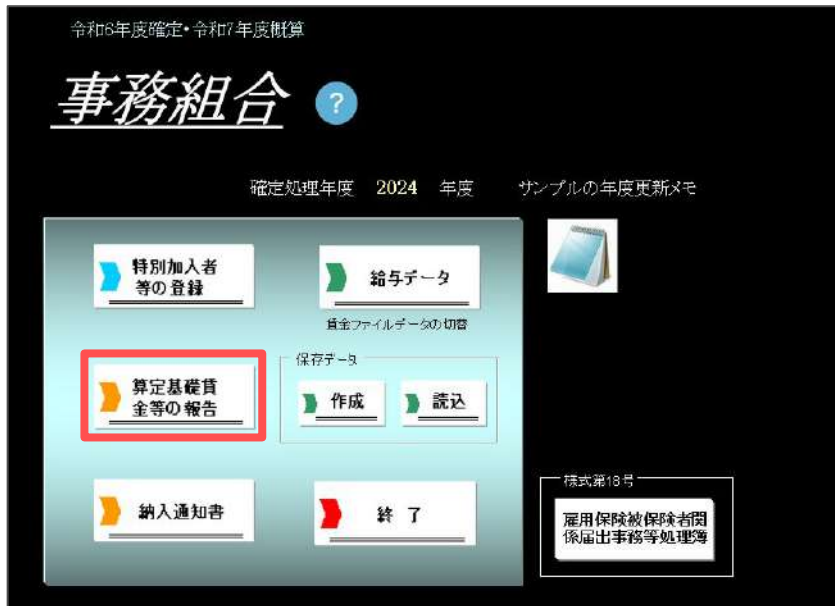 令和6年度確定・令和7年度概算
事務組合 ?
確定処理年度 2024 年度 サンプルの年度更新メモ
特別加入者
等の登録
給与データ
賃金ファイルデータの切替
算定基礎賃
金等の報告
保存データ
作成
読込
納入通知書
終 了
様式第18号
雇用保険被保険者関
係届出事務等処理簿